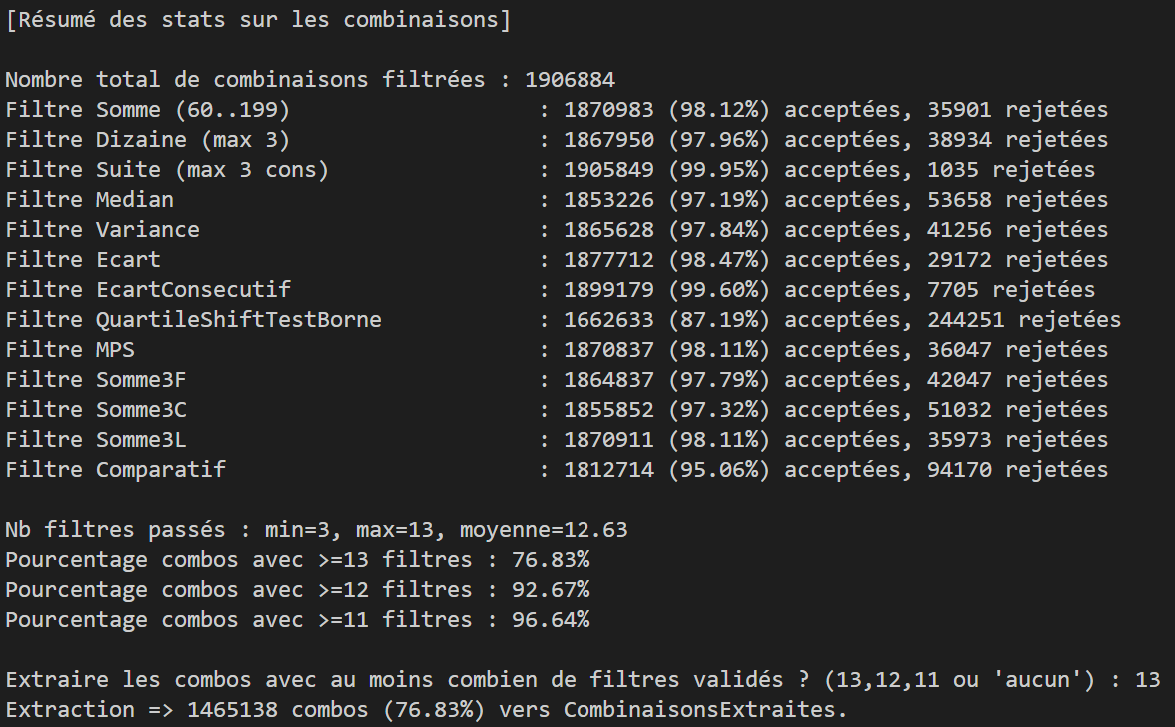 [Résumé des stats sur les combinaisons]
Nombre total de combinaisons filtrées : 1906884
Filtre Somme (60..199) : 1870983 (98.12%) acceptées, 35901 rejetées
Filtre Dizaine (max 3) : 1867950 (97.96%) acceptées, 38934 rejetées
Filtre Suite (max 3 cons) : 1905849 (99.95%) acceptées, 1035 rejetées
Filtre Median : 1853226 (97.19%) acceptées, 53658 rejetées
Filtre Variance : 1865628 (97.84%) acceptées, 41256 rejetées
Filtre Ecart : 1877712 (98.47%) acceptées, 29172 rejetées
Filtre EcartConsecutif : 1899179 (99.60%) acceptées, 7705 rejetées
Filtre QuartileShiftTestBorne : 1662633 (87.19%) acceptées, 244251 rejetées
Filtre MPS : 1870837 (98.11%) acceptées, 36047 rejetées
Filtre Somme3F : 1864837 (97.79%) acceptées, 42047 rejetées
Filtre Somme3C : 1855852 (97.32%) acceptées, 51032 rejetées
Filtre Somme3L : 1870911 (98.11%) acceptées, 35973 rejetées
Filtre Comparatif : 1812714 (95.06%) acceptées, 94170 rejetées
Nb filtres passés : min=3, max=13, moyenne=12.63
Pourcentage combos avec >=13 filtres : 76.83%
Pourcentage combos avec >=12 filtres : 92.67%
Pourcentage combos avec >=11 filtres : 96.64%
Extraire les combos avec au moins combien de filtres validés ? (13,12,11 ou 'aucun') : 13
Extraction => 1465138 combos (76.83%) vers CombinaisonsExtraites.